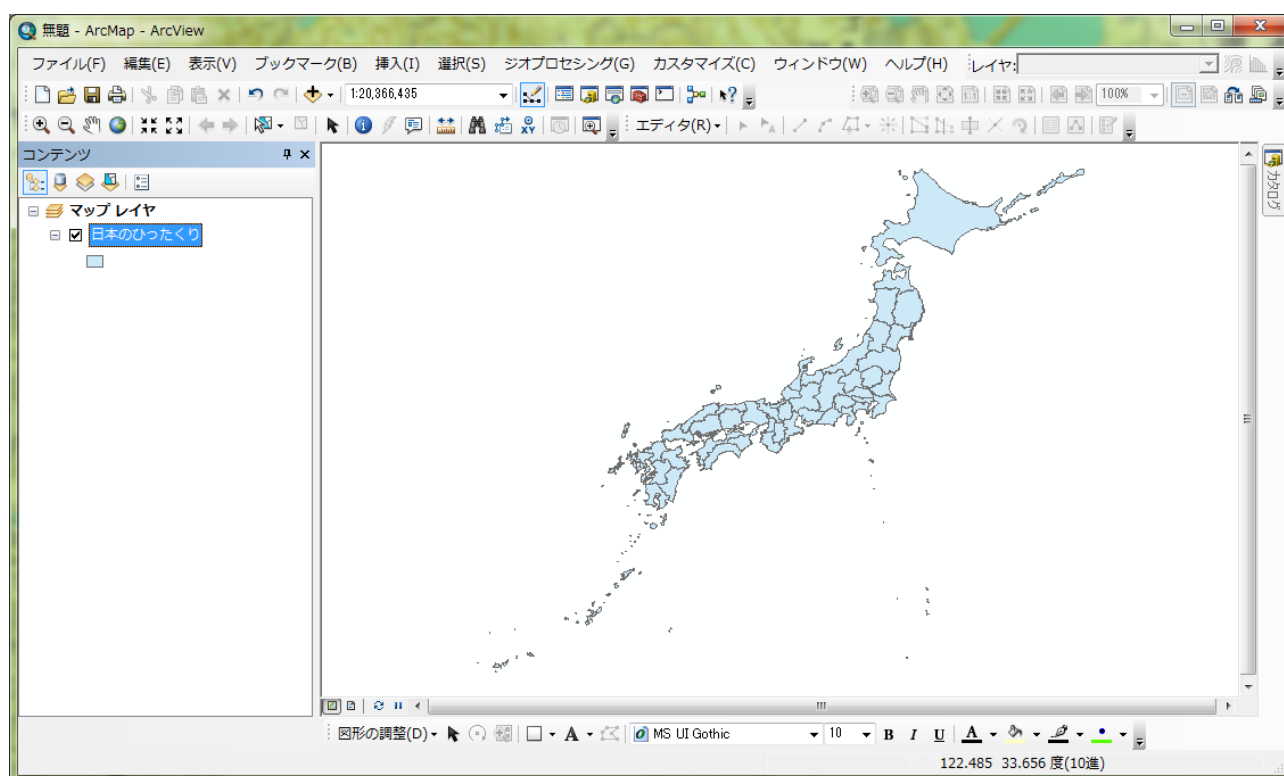 無題 - ArcMap - ArcView
ファイル(F) 編集(E) 表示(V) ブックマーク(B) 挿入(I) 選択(S) ジオプロセシング(G) カスタマイズ(C) ウィンドウ(W) ヘルプ(H) レイヤ:
1:20,366,435 100%
エディタ(R)
コンテンツ
カタログ
マップ レイヤ
日本のひったくり
図形の調整(D) A MS UI Gothic 10 B I U A
122.485 33.656 度(10進)